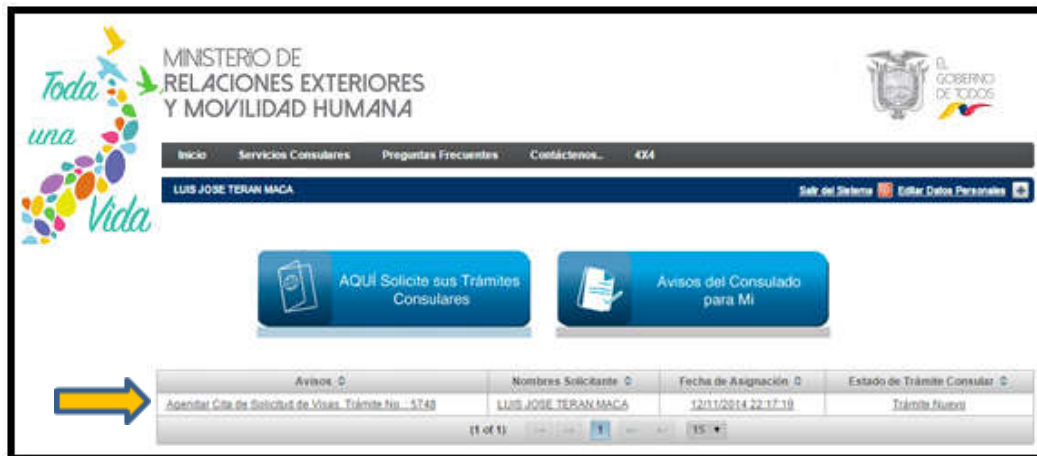 Toda
una
Vida
MINISTERIO DE
RELACIONES EXTERIORES
Y MOVILIDAD HUMANA
EL
GOBIERNO
DE TODOS
Inicio Servicios Consulares Preguntas Frecuentes Contáctenos.. 4X4
LUIS JOSE TERAN MACA Salir del Sistema Editar Datos Personales
AQUÍ Solicite sus Trámites
Consulares
Avisos del Consulado
para Mi
Avisos Nombres Solicitante Fecha de Asignación Estado de Trámite Consular
Agendar Cita de Solicitud de Visas. Trámite No. : 5748 LUIS JOSE TERAN MACA 12/11/2014 22:17:19 Trámite Nuevo
(1 of 1) 1 15